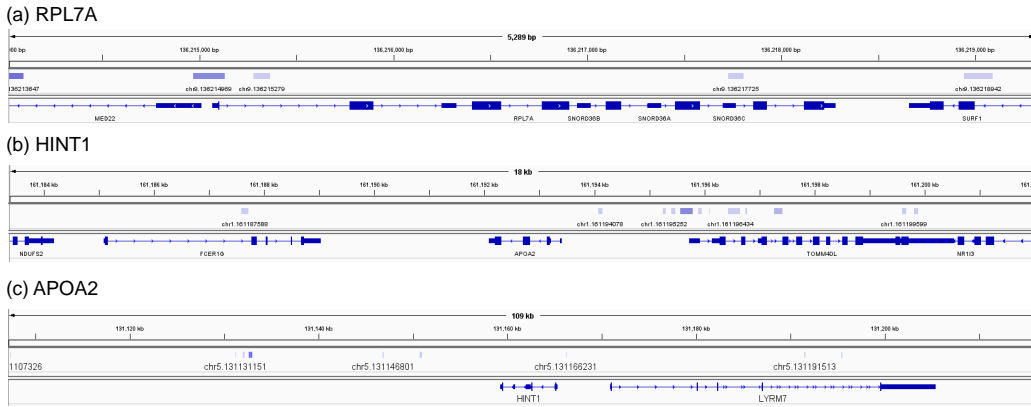 (a) RPL7A
5,289 bp
00 bp 136,215,000 bp 136,216,000 bp 136,217,000 bp 136,218,000 bp 136,219,000 bp
136213647 chr9.136214969 chr9.136215279 chr9.136217725 chr9.136218942
MED22 RPL7A SNORD36B SNORD36A SNORD36C SURF1
(b) HINT1
18 kb
161,184 kb 161,186 kb 161,188 kb 161,190 kb 161,192 kb 161,194 kb 161,196 kb 161,198 kb 161,200 kb
chr1.161187588 chr1.161194078 chr1.161195252 chr1.161196434 chr1.161199599
NDUFS2 FCER1G APOA2 TOMM40L NR1I3
(c) APOA2
109 kb
131,120 kb 131,140 kb 131,160 kb 131,180 kb 131,200 kb
1107326 chr5.131131151 chr5.131146801 chr5.131166231 chr5.131191513
HINT1 LYRM7